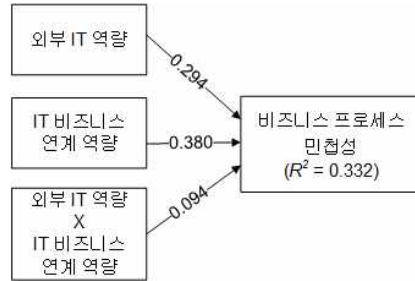 외부 IT 역량
0.294
IT 비즈니스
연계 역량
0.380
외부 IT 역량
X
IT 비즈니스
연계 역량
0.094
비즈니스 프로세스
민첩성
(R² = 0.332)